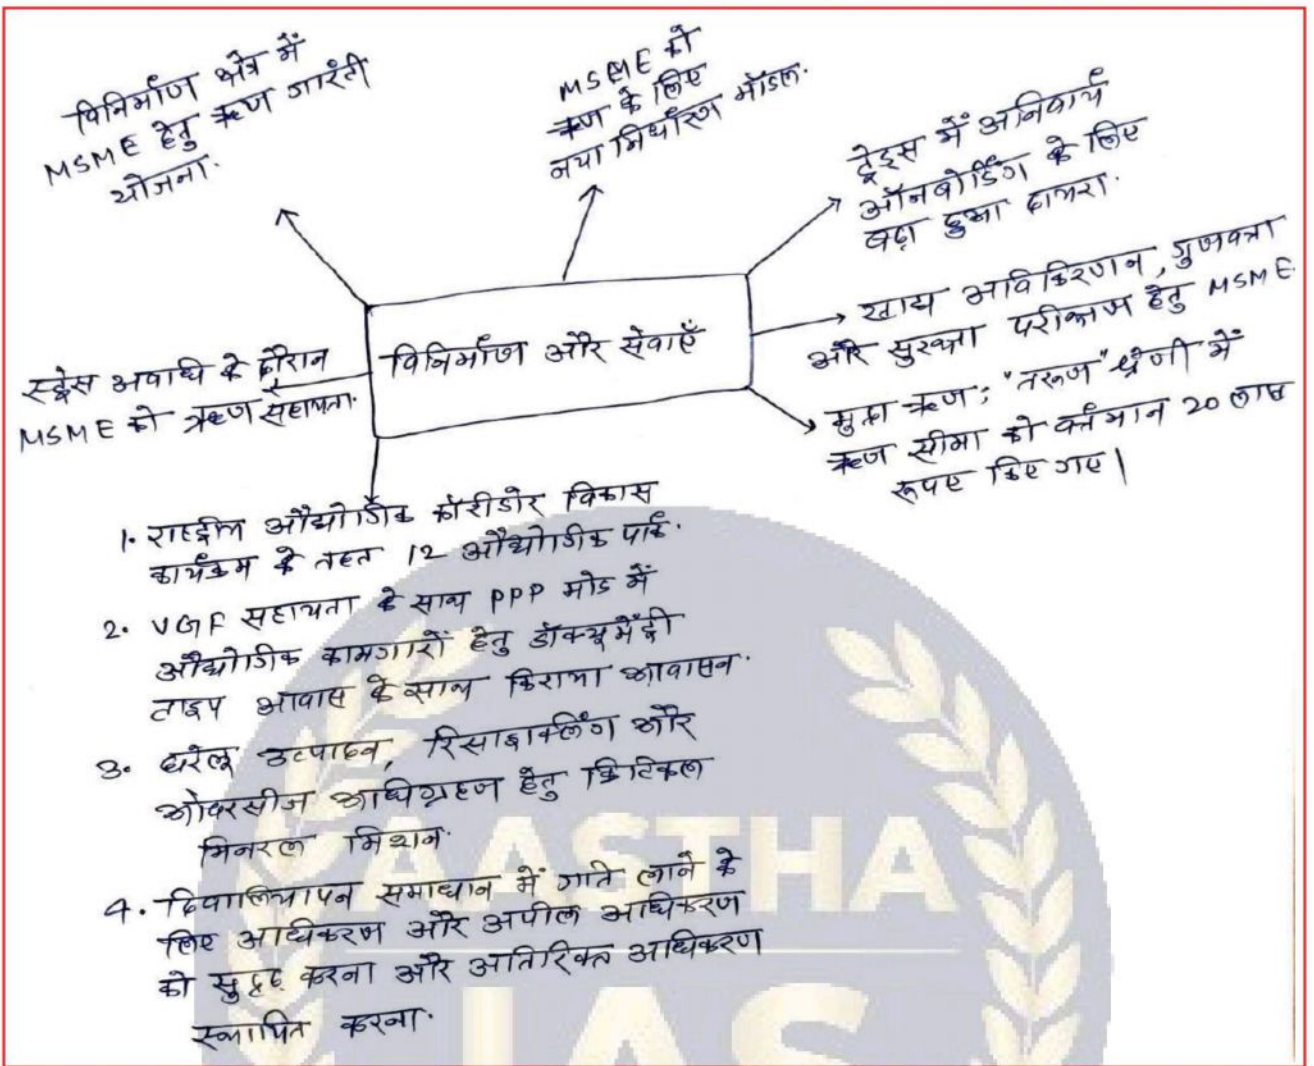 विनिर्माण क्षेत्र में
MSME हेतु ऋण गारंटी
योजना.
MSME को
ऋण के लिए
नया निर्धारण मॉडल.
ट्रेड्स में अनिवार्य
ऑनबोर्डिंग के लिए
बढ़ा हुआ दायरा.
खाद्य आविकिरणन, गुणवत्ता
और सुरक्षा परीक्षण हेतु MSME.
मुद्रा ऋण; "तरुण" श्रेणी में
ऋण सीमा को वर्तमान 20 लाख
रूपए किए गए।
विनिर्माण और सेवाएँ
स्ट्रेस अवधि के दौरान
MSME को ऋण सहायता.
1. राष्ट्रीय औद्योगिक कॉरीडोर विकास
कार्यक्रम के तहत 12 औद्योगिक पार्क.
2. VGF सहायता के साथ PPP मोड में
औद्योगिक कामगारों हेतु डॉक्यूमेंट्री
टाइप आवास के साथ किराया आवासन.
3. घरेलू उत्पादन, रिसाइक्लिंग और
ओवरसीज अधिग्रहण हेतु क्रिटिकल
मिनरल मिशन.
4. दिवालियापन समाधान में गति लाने के
लिए अधिकरण और अपील अधिकरण
को सुदृढ़ करना और अतिरिक्त अधिकरण
स्थापित करना.
AASTHA
IAS